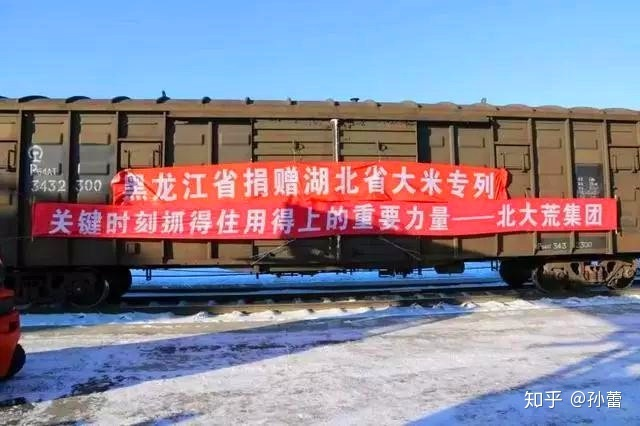 黑龙江省捐赠湖北省大米专列
关键时刻抓得住用得上的重要力量——北大荒集团
3432 300
知乎 @孙蕾